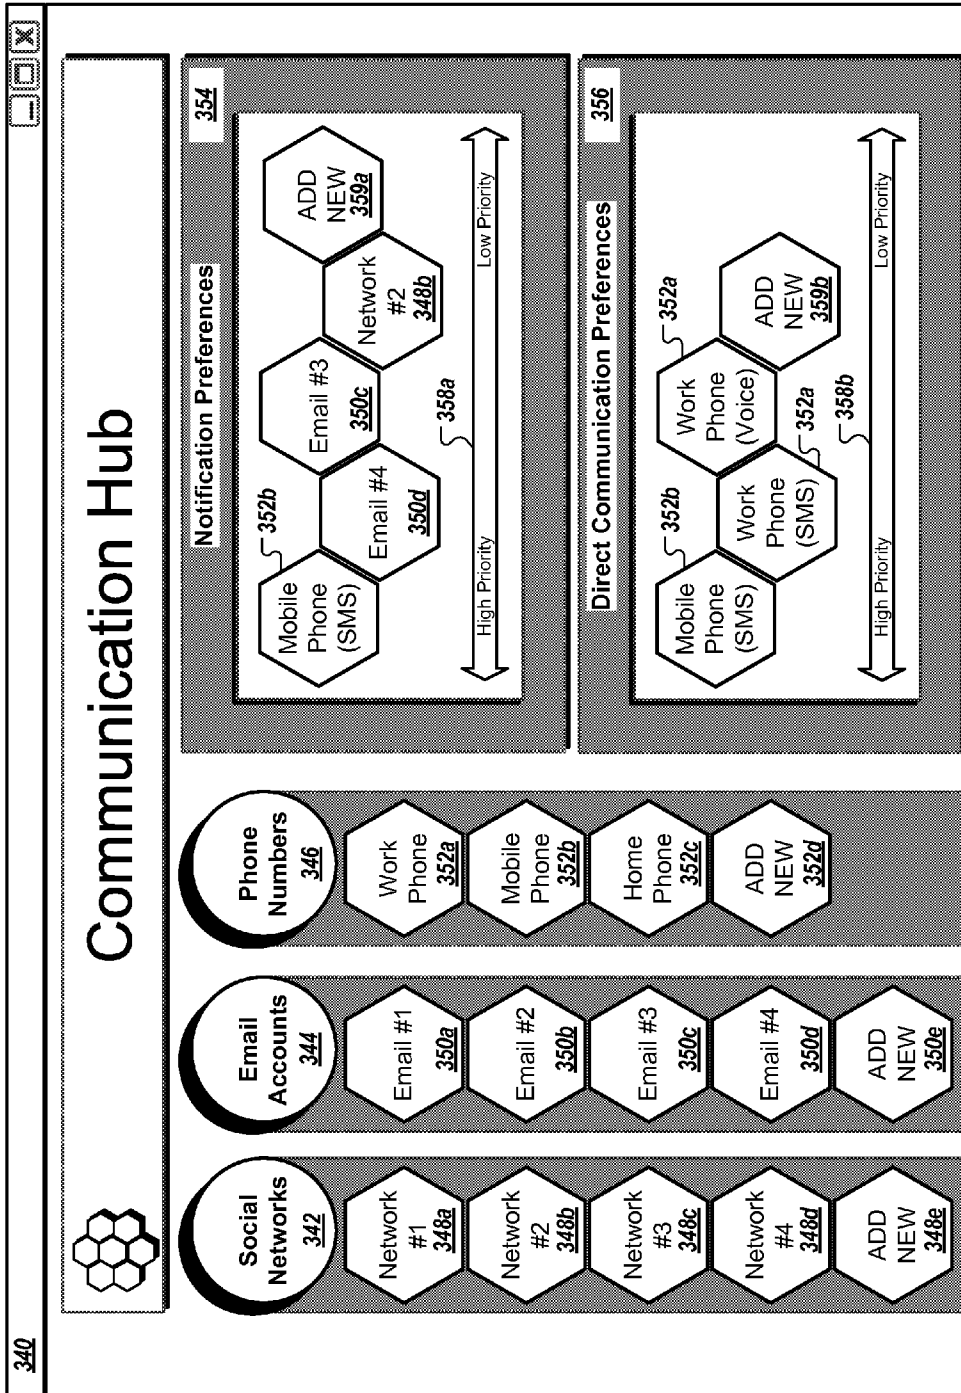 340
Communication Hub
Social
Networks
342
Network
#1
348a
Network
#2
348b
Network
#3
348c
Network
#4
348d
ADD
NEW
348e
Email
Accounts
344
Email #1
350a
Email #2
350b
Email #3
350c
Email #4
350d
ADD
NEW
350e
Phone
Numbers
346
Work
Phone
352a
Mobile
Phone
352b
Home
Phone
352c
ADD
NEW
352d
Notification Preferences
354
Mobile
Phone
(SMS)
352b
Email #4
350d
Email #3
350c
Network
#2
348b
ADD
NEW
359a
358a
High Priority
Low Priority
Direct Communication Preferences
356
Mobile
Phone
(SMS)
352b
Work
Phone
(SMS)
352a
Work
Phone
(Voice)
352a
ADD
NEW
359b
358b
High Priority
Low Priority